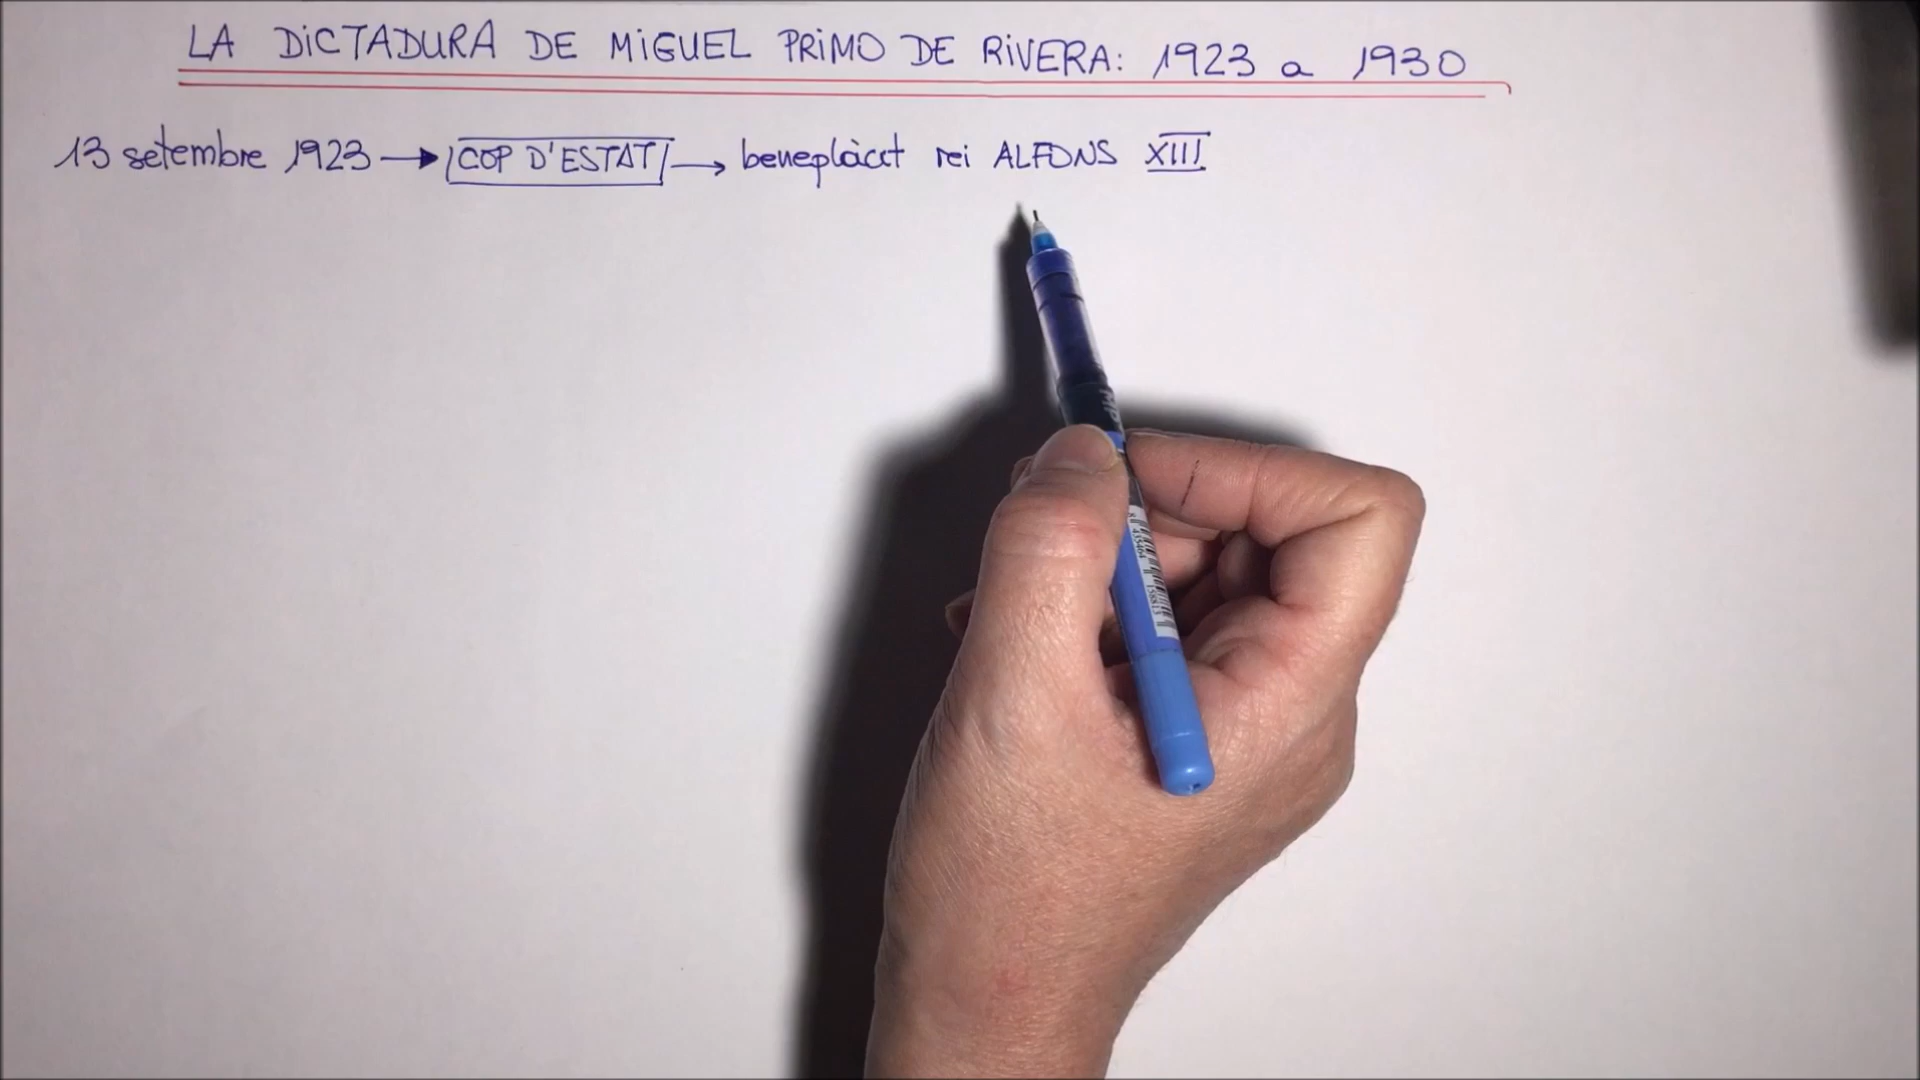 LA DiCTADURA DE MiGUEL PRiMO DE RiVERA: 1923 a 1930
13 setembre 1923 → COP D'ESTAT → beneplàcit rei ALFONS XIII